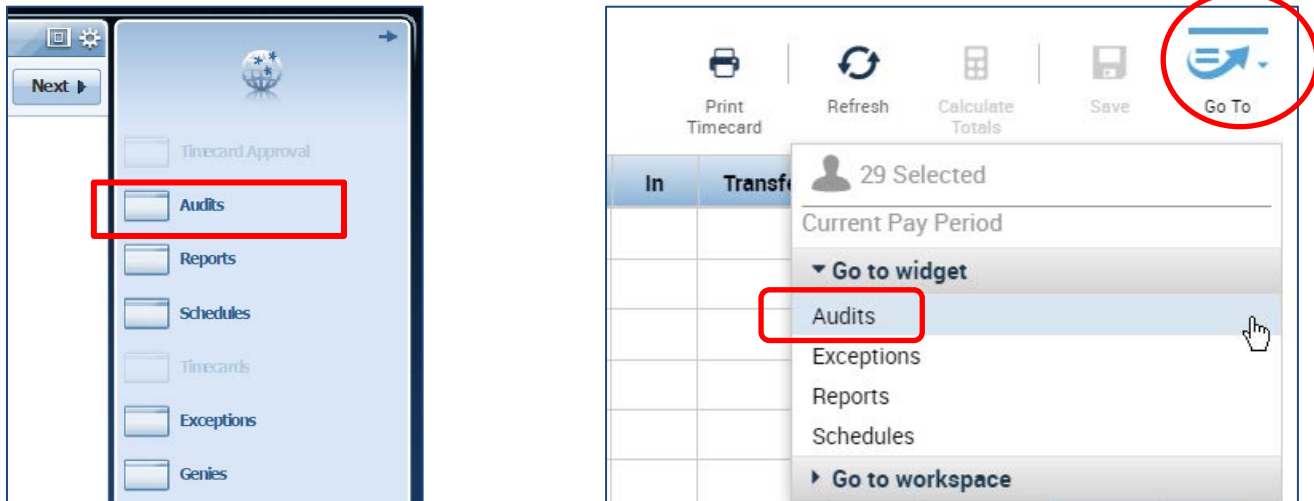 Next
Timecard Approval
Audits
Reports
Schedules
Timecards
Exceptions
Genies
Print
Timecard
Refresh
Calculate
Totals
Save
Go To
In
Transfe
29 Selected
Current Pay Period
Go to widget
Audits
Exceptions
Reports
Schedules
Go to workspace